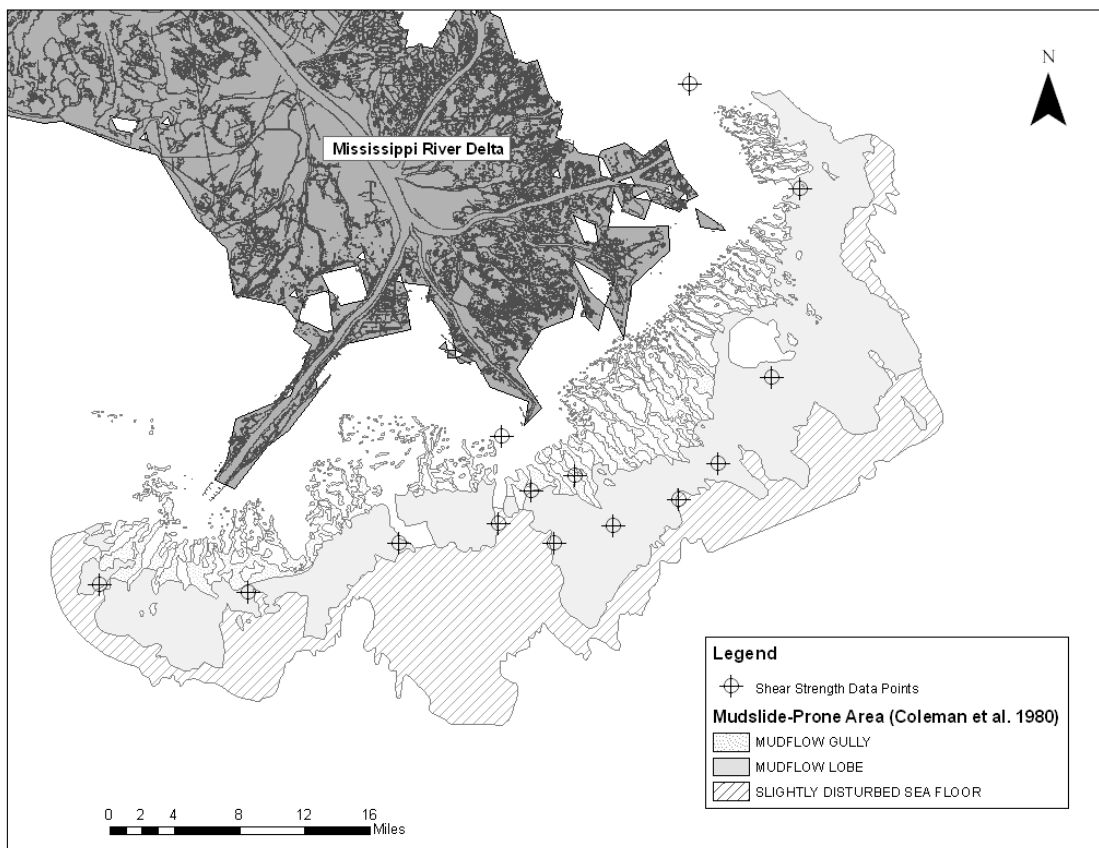 N
Mississippi River Delta
Legend
Shear Strength Data Points
Mudslide-Prone Area (Coleman et al. 1980)
MUDFLOW GULLY
MUDFLOW LOBE
SLIGHTLY DISTURBED SEA FLOOR
0 2 4 8 12 16
Miles